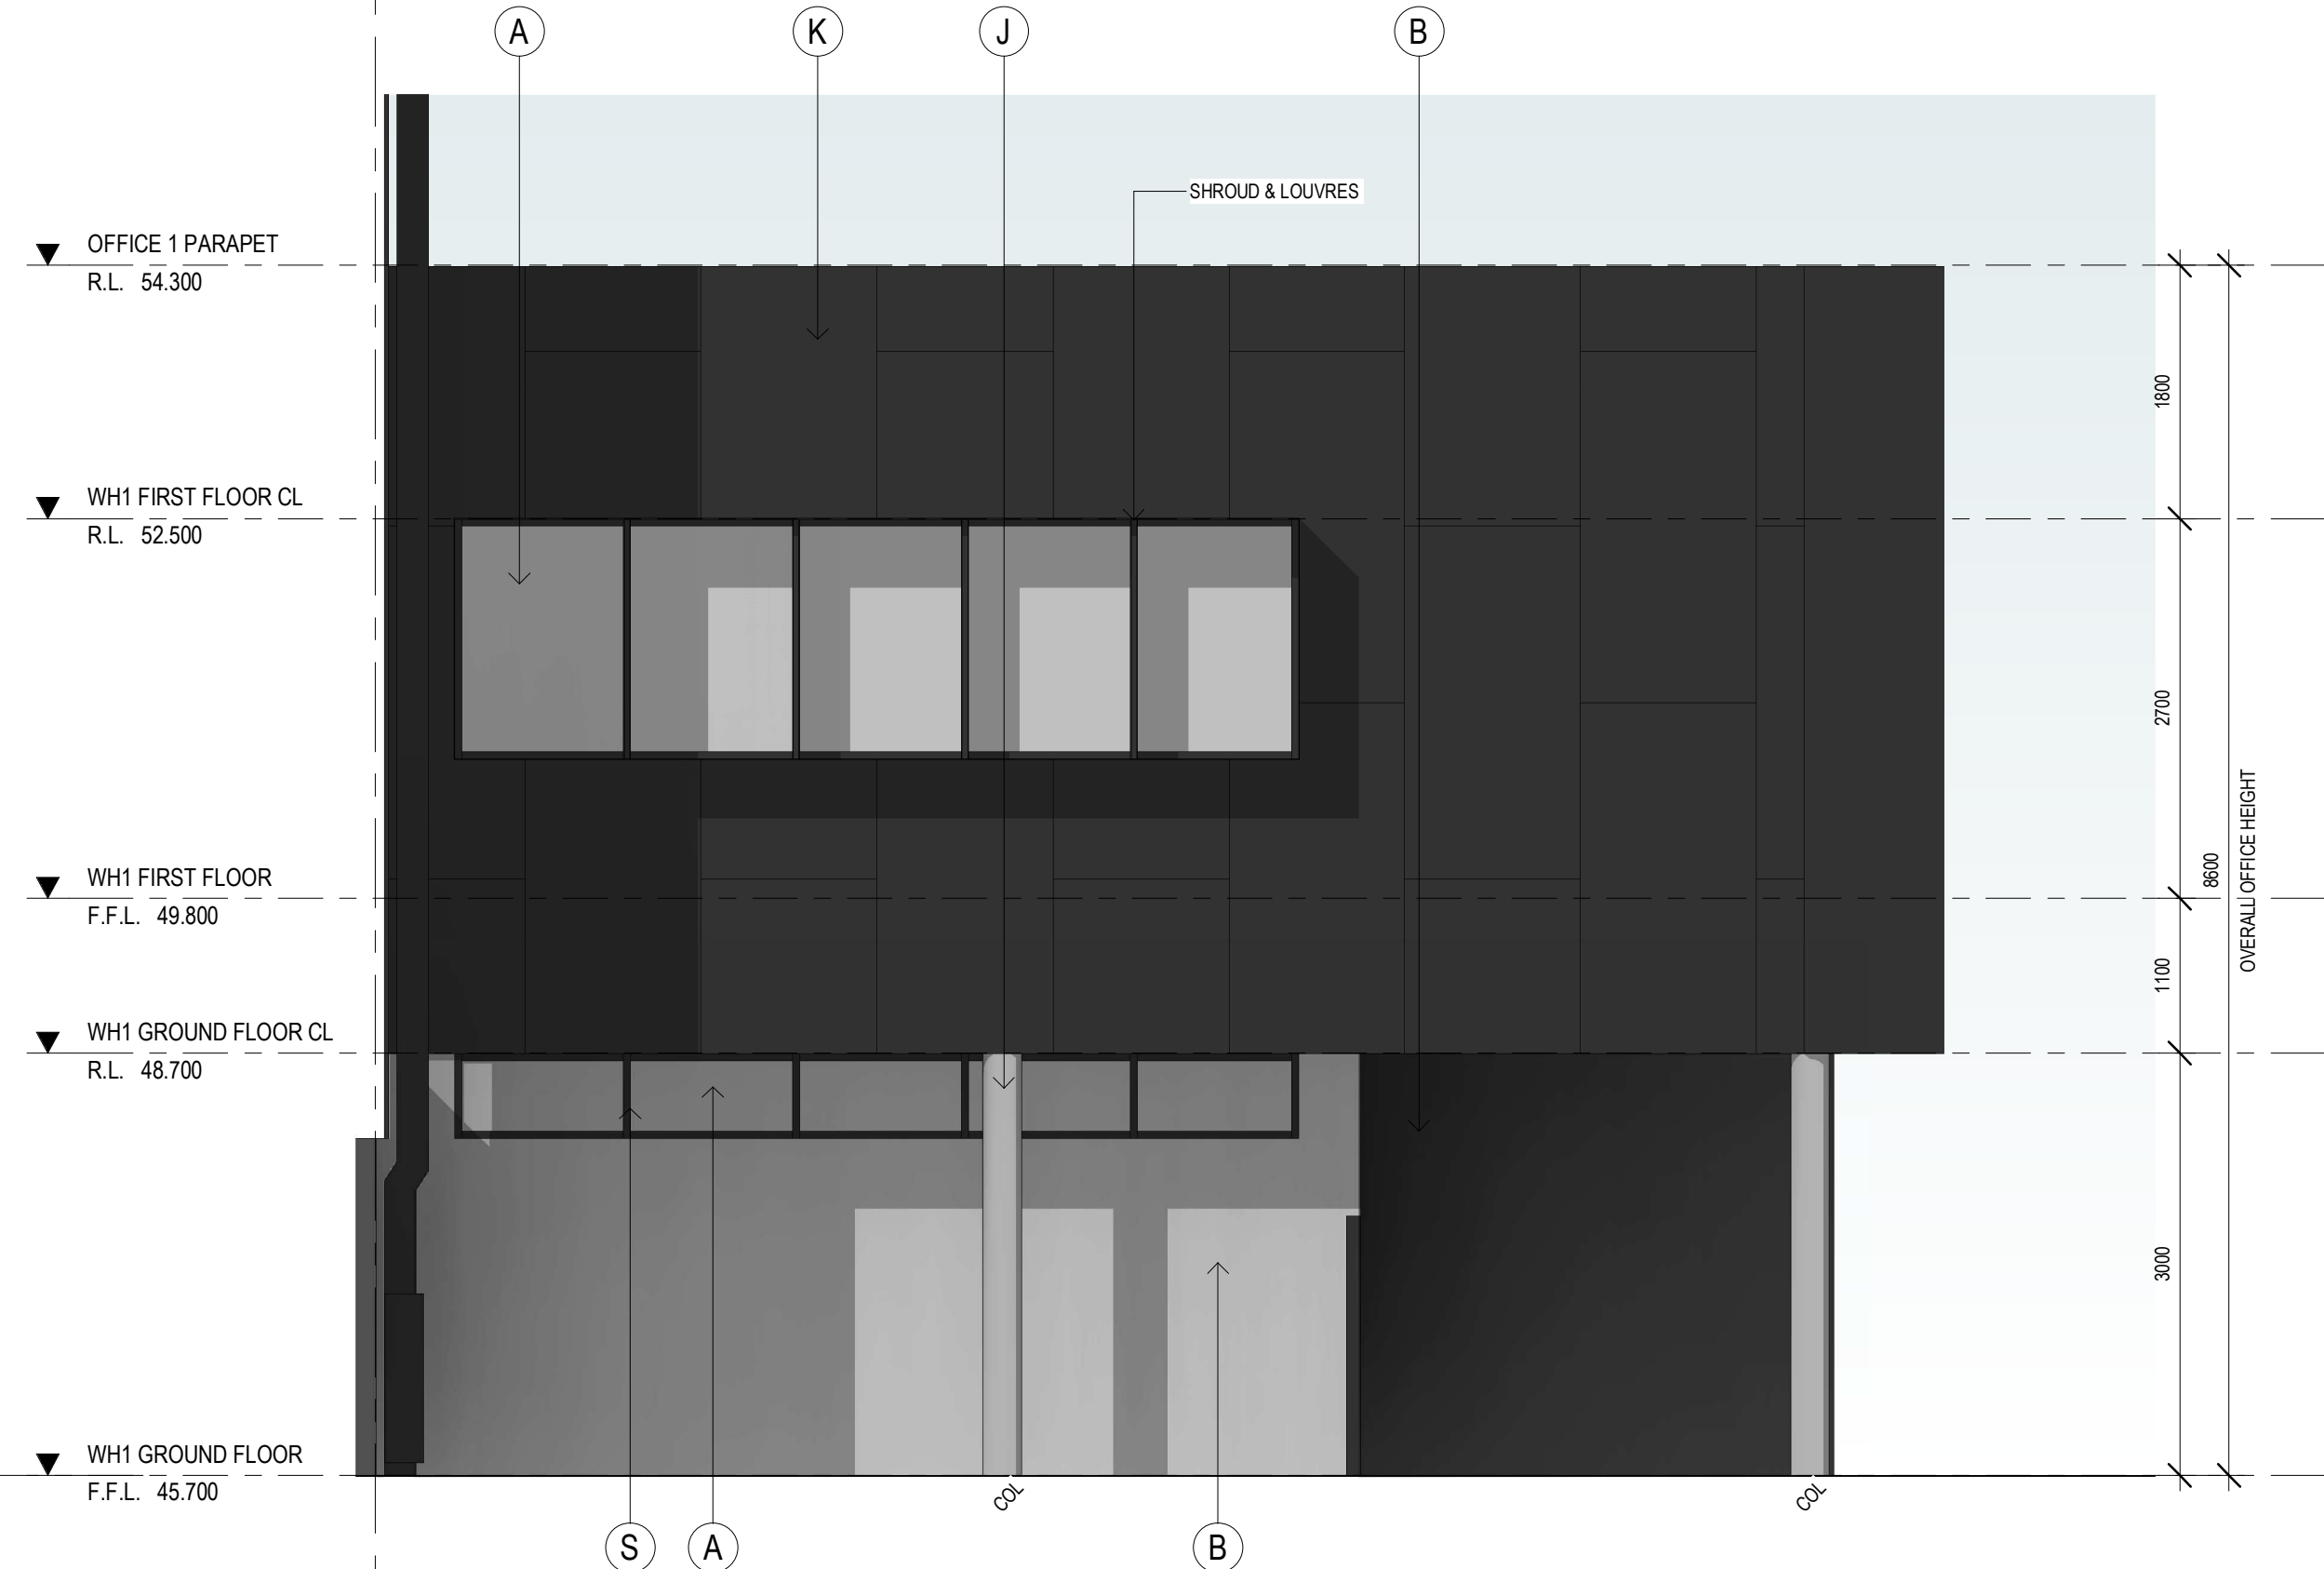 A
K
J
B
SHROUD & LOUVRES
OFFICE 1 PARAPET
R.L. 54.300
1800
WH1 FIRST FLOOR CL
R.L. 52.500
2700
WH1 FIRST FLOOR
F.F.L. 49.800
8600
OVERALL OFFICE HEIGHT
1100
WH1 GROUND FLOOR CL
R.L. 48.700
3000
WH1 GROUND FLOOR
F.F.L. 45.700
COL
COL
S
A
B